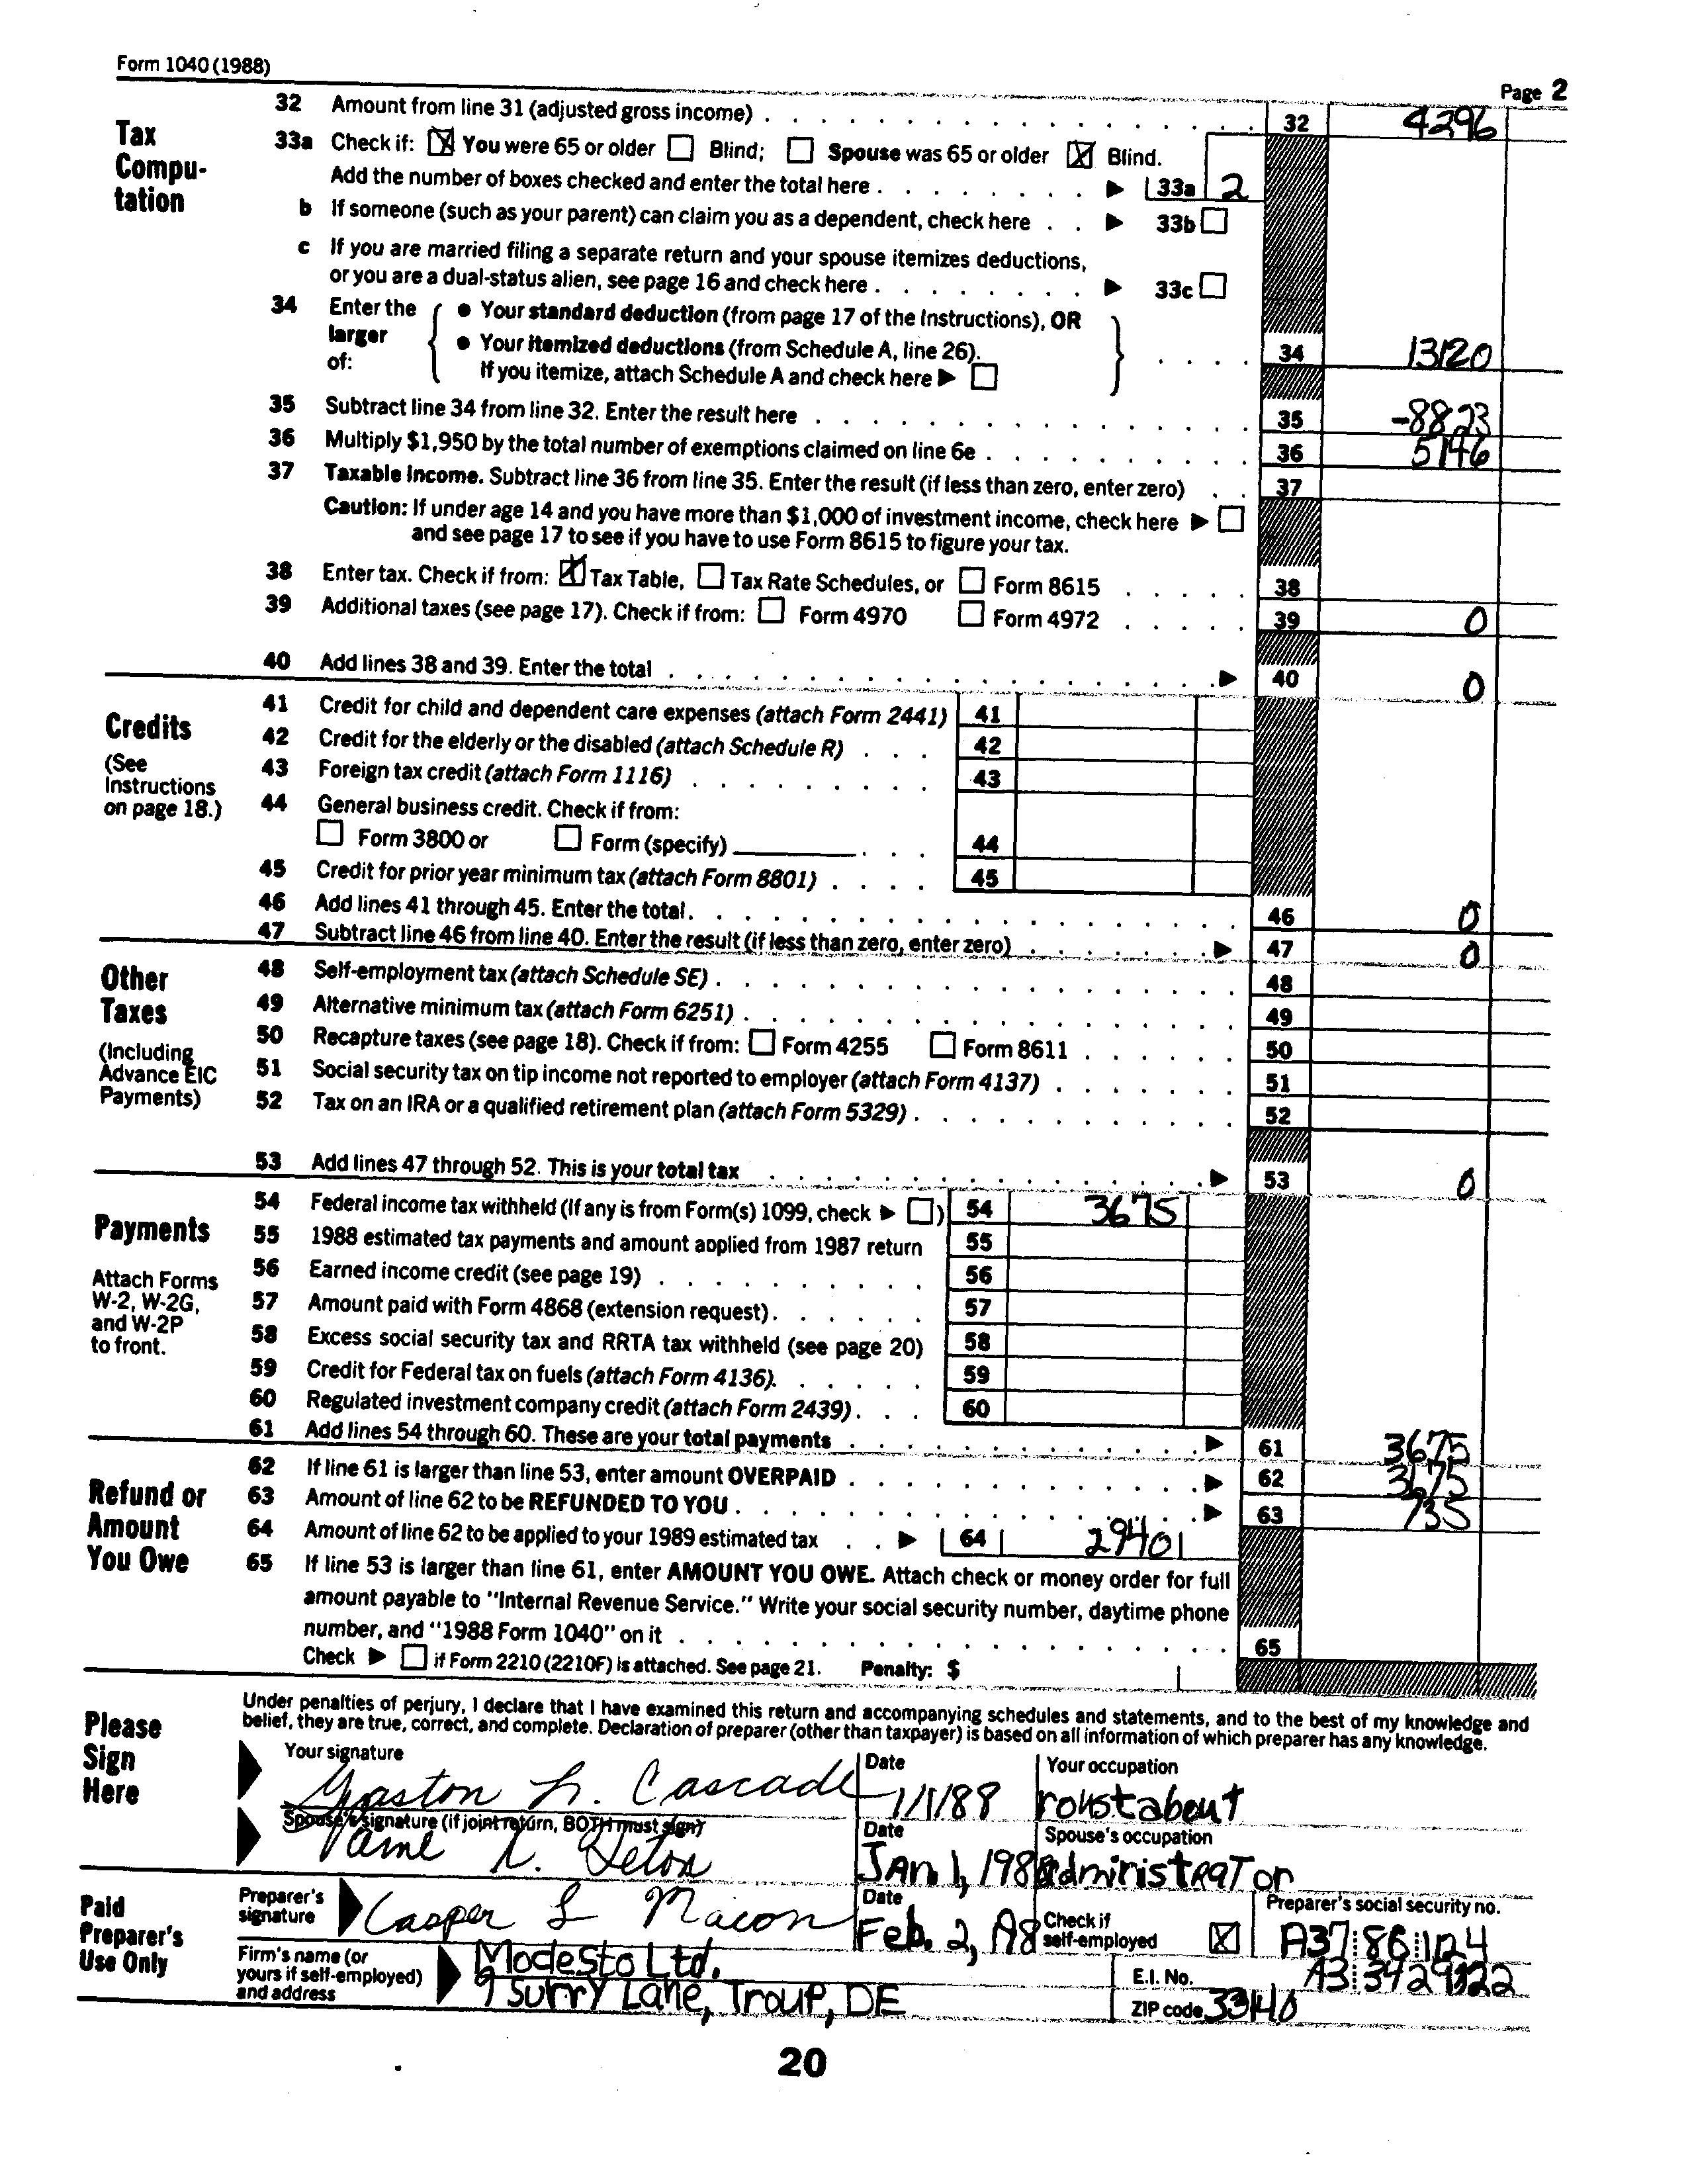 Form 1040 (1988)
Page 2
Tax Compu-tation
32 Amount from line 31 (adjusted gross income) 32 4296
33a Check if: ☒ You were 65 or older ☐ Blind; ☐ Spouse was 65 or older ☒ Blind.
Add the number of boxes checked and enter the total here ▶ 33a 2
b If someone (such as your parent) can claim you as a dependent, check here ▶ 33b ☐
c If you are married filing a separate return and your spouse itemizes deductions,
or you are a dual-status alien, see page 16 and check here ▶ 33c ☐
34 Enter the larger of:
● Your standard deduction (from page 17 of the Instructions), OR
● Your itemized deductions (from Schedule A, line 26).
If you itemize, attach Schedule A and check here ▶ ☐
34 13120
35 Subtract line 34 from line 32. Enter the result here 35 -8823
36 Multiply $1,950 by the total number of exemptions claimed on line 6e 36 5146
37 Taxable income. Subtract line 36 from line 35. Enter the result (if less than zero, enter zero) 37
Caution: If under age 14 and you have more than $1,000 of investment income, check here ▶ ☐
and see page 17 to see if you have to use Form 8615 to figure your tax.
38 Enter tax. Check if from: ☒ Tax Table, ☐ Tax Rate Schedules, or ☐ Form 8615 38
39 Additional taxes (see page 17). Check if from: ☐ Form 4970 ☐ Form 4972 39 0
40 Add lines 38 and 39. Enter the total ▶ 40 0
Credits
(See Instructions on page 18.)
41 Credit for child and dependent care expenses (attach Form 2441) 41
42 Credit for the elderly or the disabled (attach Schedule R) 42
43 Foreign tax credit (attach Form 1116) 43
44 General business credit. Check if from:
☐ Form 3800 or ☐ Form (specify) 44
45 Credit for prior year minimum tax (attach Form 8801) 45
46 Add lines 41 through 45. Enter the total. 46 0
47 Subtract line 46 from line 40. Enter the result (if less than zero, enter zero) ▶ 47 0
Other Taxes
(Including Advance EIC Payments)
48 Self-employment tax (attach Schedule SE) 48
49 Alternative minimum tax (attach Form 6251) 49
50 Recapture taxes (see page 18). Check if from: ☐ Form 4255 ☐ Form 8611 50
51 Social security tax on tip income not reported to employer (attach Form 4137) 51
52 Tax on an IRA or a qualified retirement plan (attach Form 5329) 52
53 Add lines 47 through 52. This is your total tax ▶ 53 0
Payments
Attach Forms W-2, W-2G, and W-2P to front.
54 Federal income tax withheld (If any is from Form(s) 1099, check ▶ ☐) 54 3675
55 1988 estimated tax payments and amount applied from 1987 return 55
56 Earned income credit (see page 19) 56
57 Amount paid with Form 4868 (extension request) 57
58 Excess social security tax and RRTA tax withheld (see page 20) 58
59 Credit for Federal tax on fuels (attach Form 4136). 59
60 Regulated investment company credit (attach Form 2439) 60
61 Add lines 54 through 60. These are your total payments ▶ 61 3675
Refund or Amount You Owe
62 If line 61 is larger than line 53, enter amount OVERPAID ▶ 62 3675
63 Amount of line 62 to be REFUNDED TO YOU ▶ 63 735
64 Amount of line 62 to be applied to your 1989 estimated tax ▶ 64 2940
65 If line 53 is larger than line 61, enter AMOUNT YOU OWE. Attach check or money order for full
amount payable to "Internal Revenue Service." Write your social security number, daytime phone
number, and "1988 Form 1040" on it 65
Check ▶ ☐ if Form 2210 (2210F) is attached. See page 21. Penalty: $
Please Sign Here
Under penalties of perjury, I declare that I have examined this return and accompanying schedules and statements, and to the best of my knowledge and
belief, they are true, correct, and complete. Declaration of preparer (other than taxpayer) is based on all information of which preparer has any knowledge.
Your signature Date Your occupation
Gaston L. Cascade 1/1/88 roustabout
Spouse's signature (if joint return, BOTH must sign) Date Spouse's occupation
Jan. 1, 1988 administrator
Paid Preparer's Use Only
Preparer's signature Casper L Macon
Date Feb. 2, A8
Check if self-employed ☒
Preparer's social security no.
A37:86:1124
Firm's name (or yours if self-employed) and address
Modesto Ltd.
9 Surry Lane, Troup, DE
E.I. No.
ZIP code 33140
20